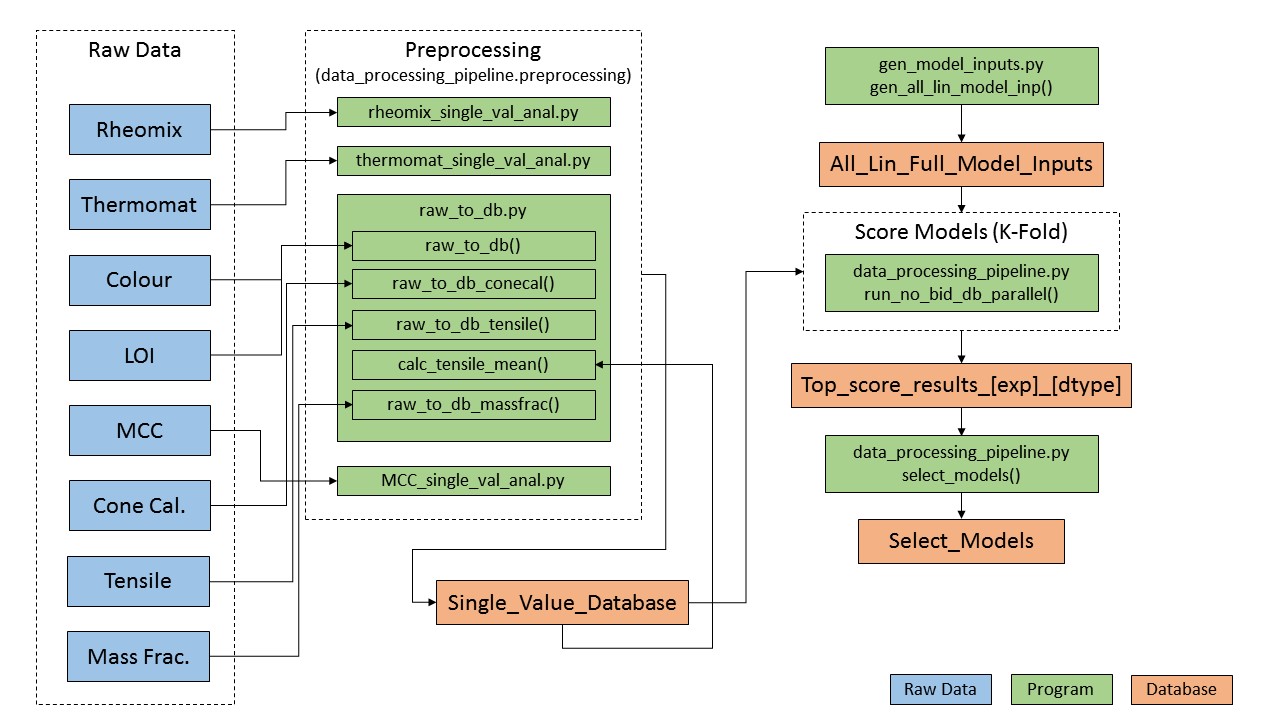 Raw Data
Rheomix
Thermomat
Colour
LOI
MCC
Cone Cal.
Tensile
Mass Frac.
Preprocessing
(data_processing_pipeline.preprocessing)
rheomix_single_val_anal.py
thermomat_single_val_anal.py
raw_to_db.py
raw_to_db()
raw_to_db_conecal()
raw_to_db_tensile()
calc_tensile_mean()
raw_to_db_massfrac()
MCC_single_val_anal.py
Single_Value_Database
gen_model_inputs.py
gen_all_lin_model_inp()
All_Lin_Full_Model_Inputs
Score Models (K-Fold)
data_processing_pipeline.py
run_no_bid_db_parallel()
Top_score_results_[exp]_[dtype]
data_processing_pipeline.py
select_models()
Select_Models
Raw Data
Program
Database